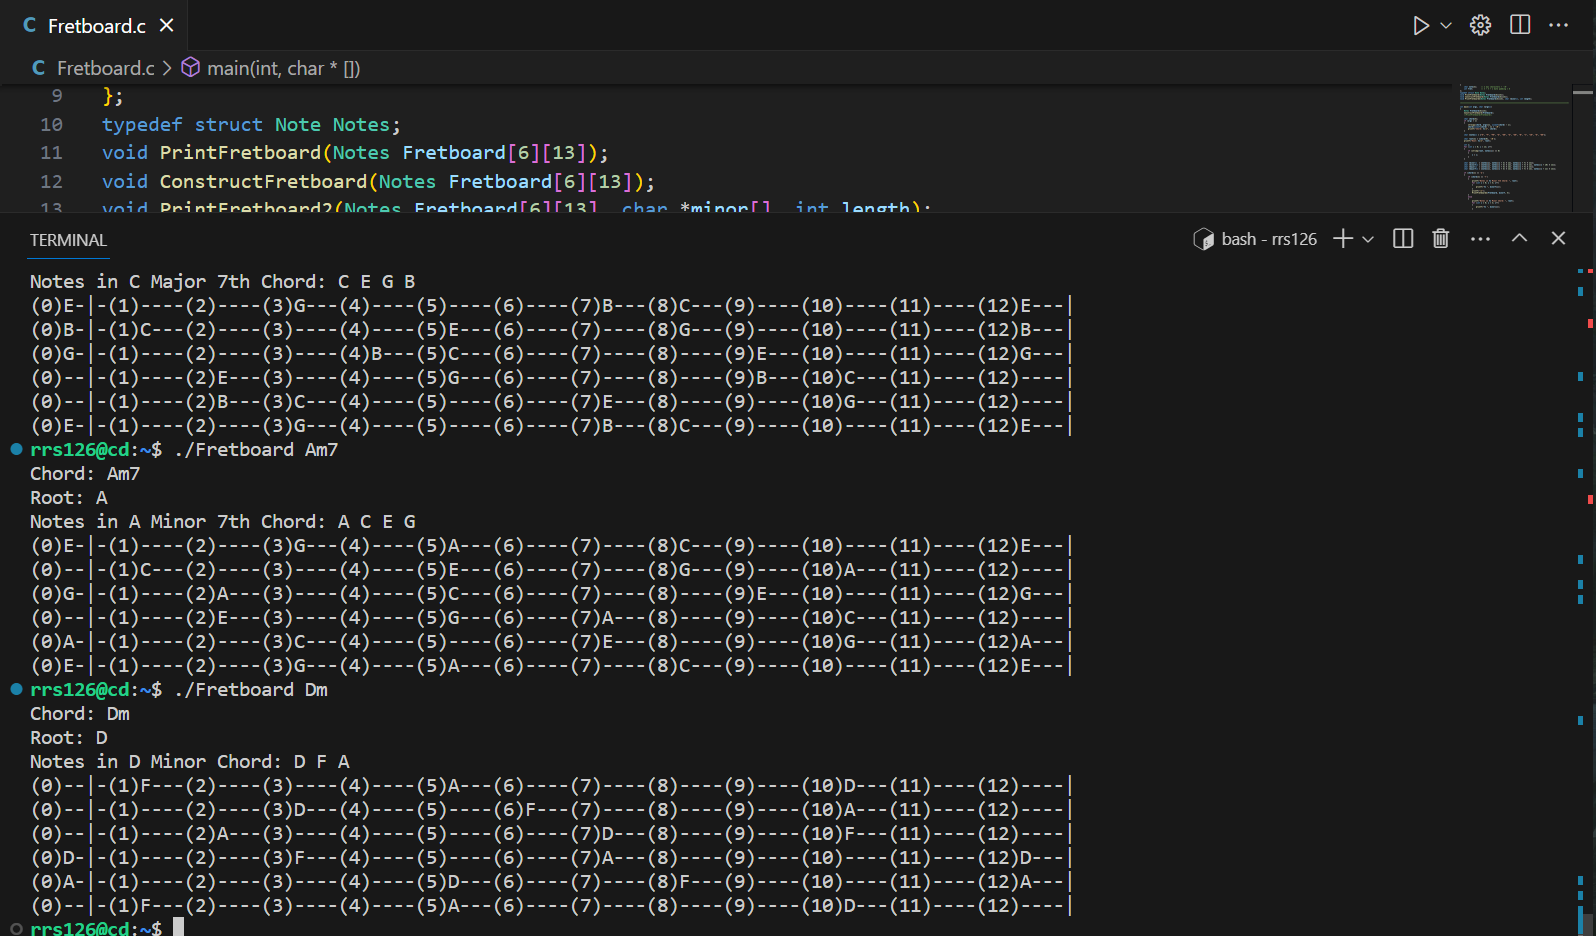 C Fretboard.c
C Fretboard.c > main(int, char * [])
9 };
10 typedef struct Note Notes;
11 void PrintFretboard(Notes Fretboard[6][13]);
12 void ConstructFretboard(Notes Fretboard[6][13]);
13 void PrintFretboard2(Notes Fretboard[6][13], char *minor[], int length);
TERMINAL
bash - rrs126
Notes in C Major 7th Chord: C E G B
(0)E-|-(1)----(2)----(3)G---(4)----(5)----(6)----(7)B---(8)C---(9)----(10)----(11)----(12)E---|
(0)B-|-(1)C---(2)----(3)----(4)----(5)E---(6)----(7)----(8)G---(9)----(10)----(11)----(12)B---|
(0)G-|-(1)----(2)----(3)----(4)B---(5)C---(6)----(7)----(8)----(9)E---(10)----(11)----(12)G---|
(0)--|-(1)----(2)E---(3)----(4)----(5)G---(6)----(7)----(8)----(9)B---(10)C---(11)----(12)----|
(0)--|-(1)----(2)B---(3)C---(4)----(5)----(6)----(7)E---(8)----(9)----(10)G---(11)----(12)----|
(0)E-|-(1)----(2)----(3)G---(4)----(5)----(6)----(7)B---(8)C---(9)----(10)----(11)----(12)E---|
rrs126@cd:~$ ./Fretboard Am7
Chord: Am7
Root: A
Notes in A Minor 7th Chord: A C E G
(0)E-|-(1)----(2)----(3)G---(4)----(5)A---(6)----(7)----(8)C---(9)----(10)----(11)----(12)E---|
(0)--|-(1)C---(2)----(3)----(4)----(5)E---(6)----(7)----(8)G---(9)----(10)A---(11)----(12)----|
(0)G-|-(1)----(2)A---(3)----(4)----(5)C---(6)----(7)----(8)----(9)E---(10)----(11)----(12)G---|
(0)--|-(1)----(2)E---(3)----(4)----(5)G---(6)----(7)A---(8)----(9)----(10)C---(11)----(12)----|
(0)A-|-(1)----(2)----(3)C---(4)----(5)----(6)----(7)E---(8)----(9)----(10)G---(11)----(12)A---|
(0)E-|-(1)----(2)----(3)G---(4)----(5)A---(6)----(7)----(8)C---(9)----(10)----(11)----(12)E---|
rrs126@cd:~$ ./Fretboard Dm
Chord: Dm
Root: D
Notes in D Minor Chord: D F A
(0)--|-(1)F---(2)----(3)----(4)----(5)A---(6)----(7)----(8)----(9)----(10)D---(11)----(12)----|
(0)--|-(1)----(2)----(3)D---(4)----(5)----(6)F---(7)----(8)----(9)----(10)A---(11)----(12)----|
(0)--|-(1)----(2)A---(3)----(4)----(5)----(6)----(7)D---(8)----(9)----(10)F---(11)----(12)----|
(0)D-|-(1)----(2)----(3)F---(4)----(5)----(6)----(7)A---(8)----(9)----(10)----(11)----(12)D---|
(0)A-|-(1)----(2)----(3)----(4)----(5)D---(6)----(7)----(8)F---(9)----(10)----(11)----(12)A---|
(0)--|-(1)F---(2)----(3)----(4)----(5)A---(6)----(7)----(8)----(9)----(10)D---(11)----(12)----|
rrs126@cd:~$